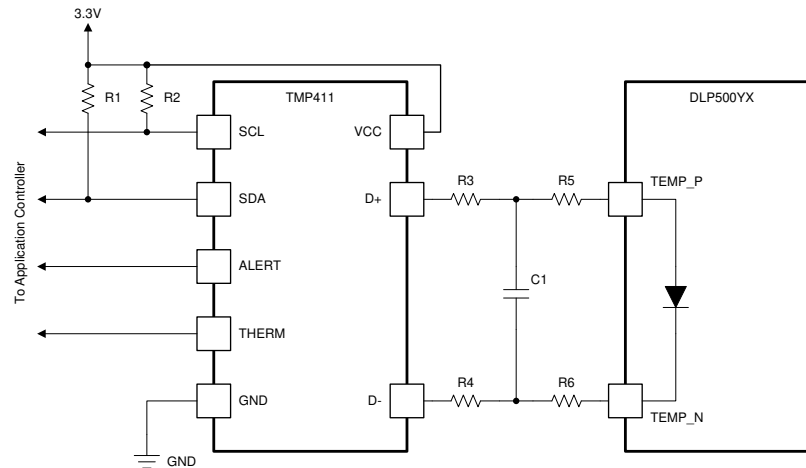 3.3V
R1
R2
TMP411
DLP500YX
SCL
VCC
SDA
D+
R3
R5
TEMP_P
To Application Controller
ALERT
C1
THERM
GND
D-
R4
R6
TEMP_N
GND